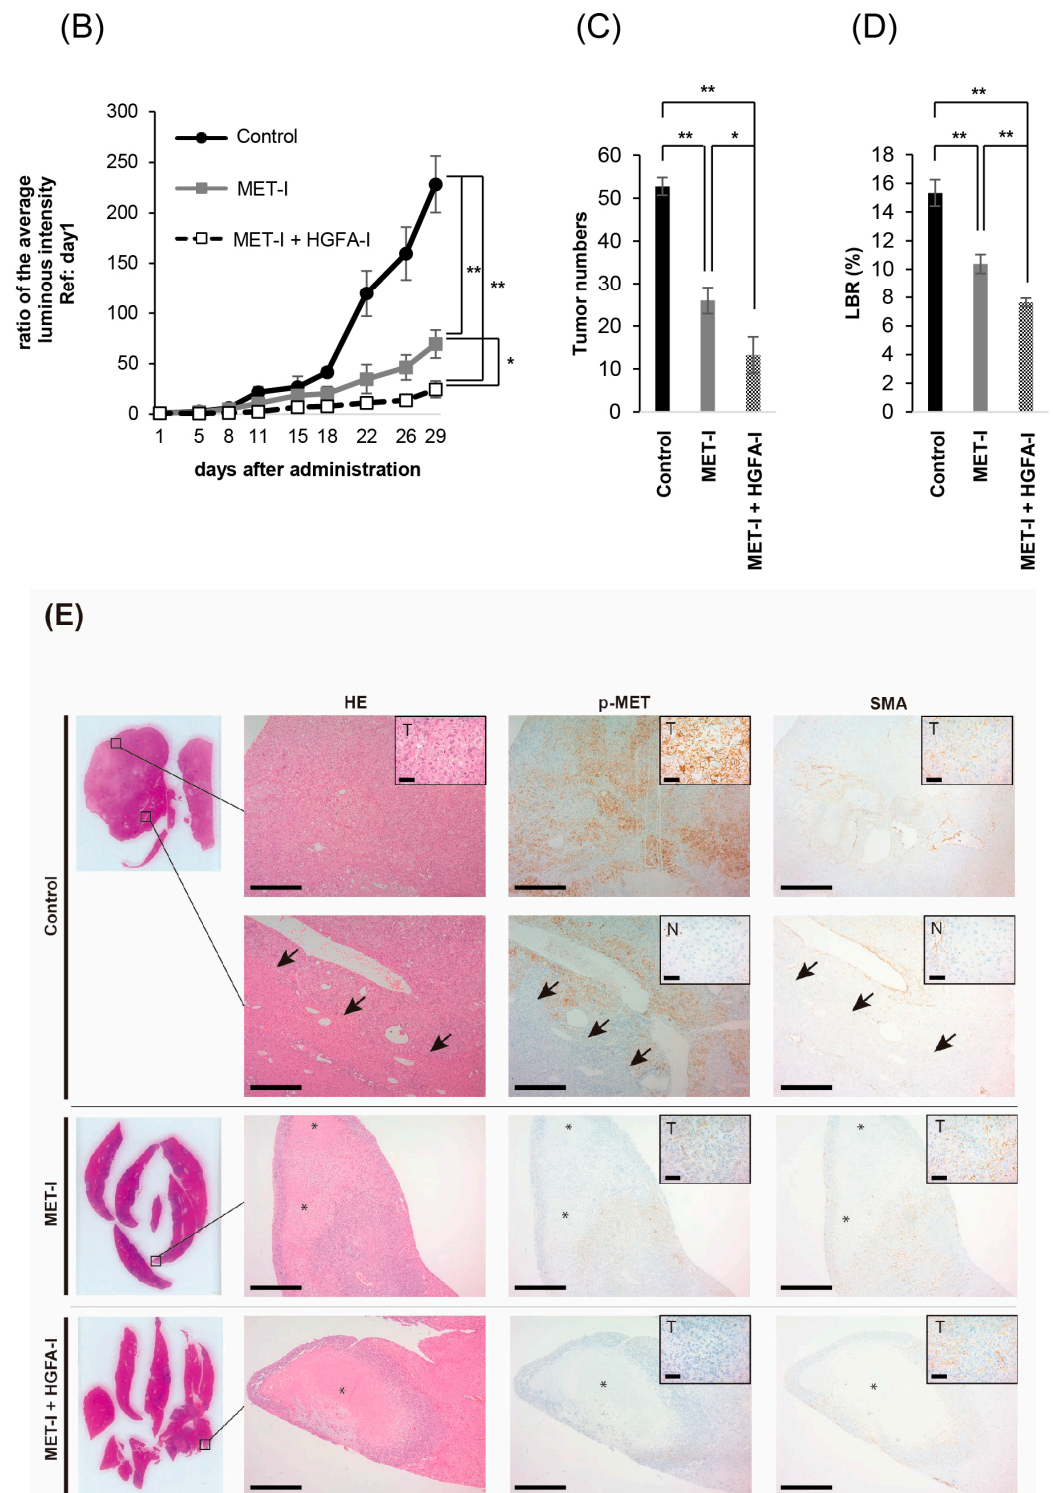 (B)
300
250
200
150
100
50
0
Control
MET-I
MET-I + HGFA-I
**
**
*
1 5 8 11 15 18 22 26 29
days after administration
ratio of the average
luminous intensity
Ref: day1
(C)
**
** *
60
50
40
30
20
10
0
Tumor numbers
Control
MET-I
MET-I + HGFA-I
(D)
**
** **
18
16
14
12
10
8
6
4
2
0
LBR (%)
Control
MET-I
MET-I + HGFA-I
(E)
HE p-MET SMA
Control
T T T
N N
MET-I
* * *
* * *
T T
MET-I + HGFA-I
* * *
T T